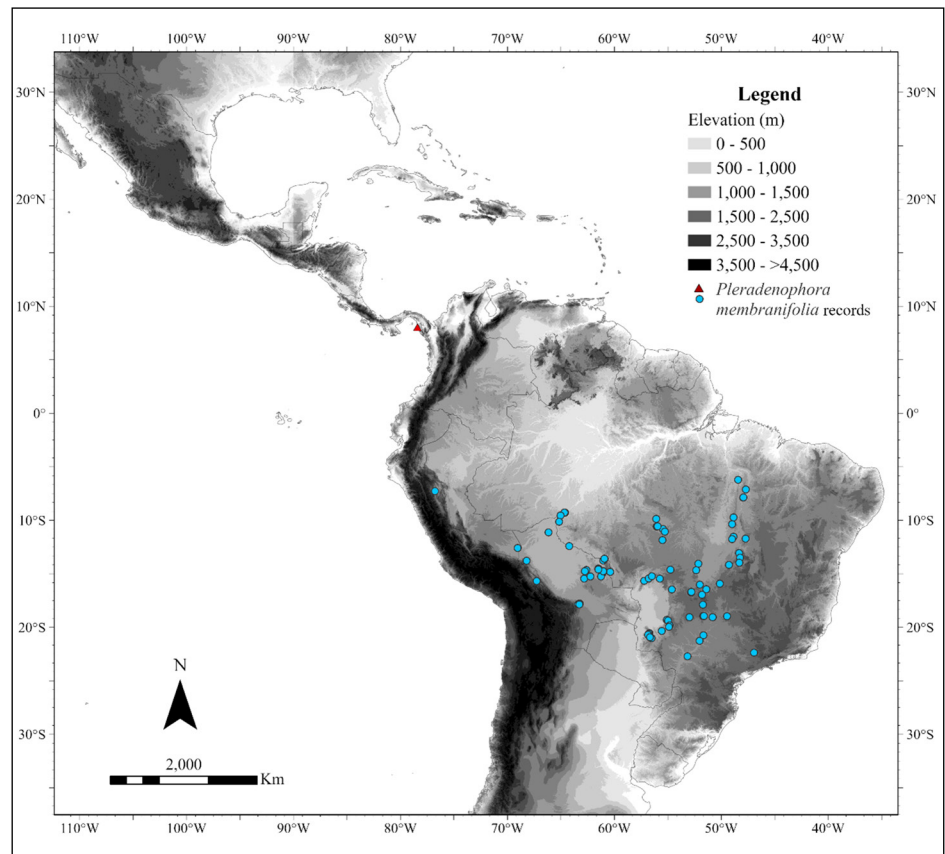 110°W 100°W 90°W 80°W 70°W 60°W 50°W 40°W
30°N 30°N
20°N 20°N
10°N 10°N
0° 0°
10°S 10°S
20°S 20°S
30°S 30°S
Legend
Elevation (m)
0 - 500
500 - 1,000
1,000 - 1,500
1,500 - 2,500
2,500 - 3,500
3,500 - >4,500
Pleradenophora
membranifolia records
N
2,000
Km
110°W 100°W 90°W 80°W 70°W 60°W 50°W 40°W